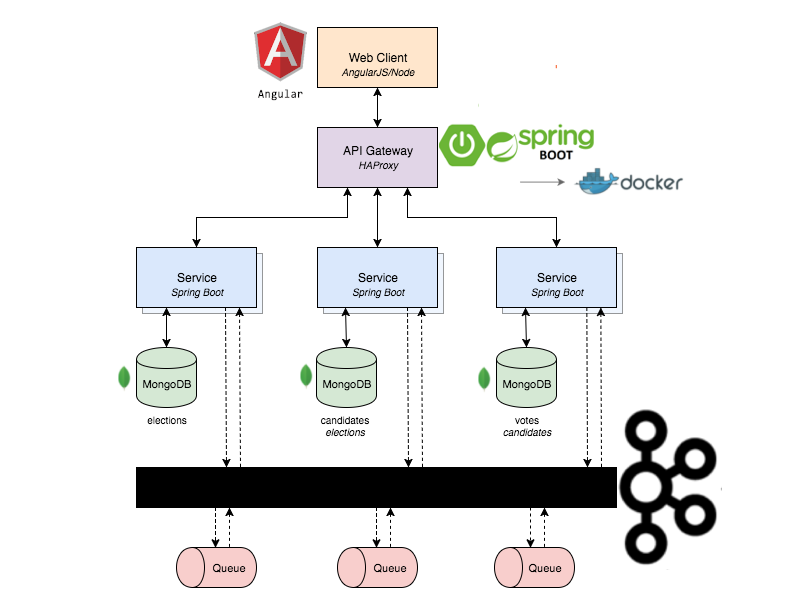 Web Client
AngularJS/Node
Angular
API Gateway
HAProxy
spring
BOOT
docker
Service
Spring Boot
Service
Spring Boot
Service
Spring Boot
MongoDB
MongoDB
MongoDB
elections
candidates
elections
votes
candidates
Queue
Queue
Queue